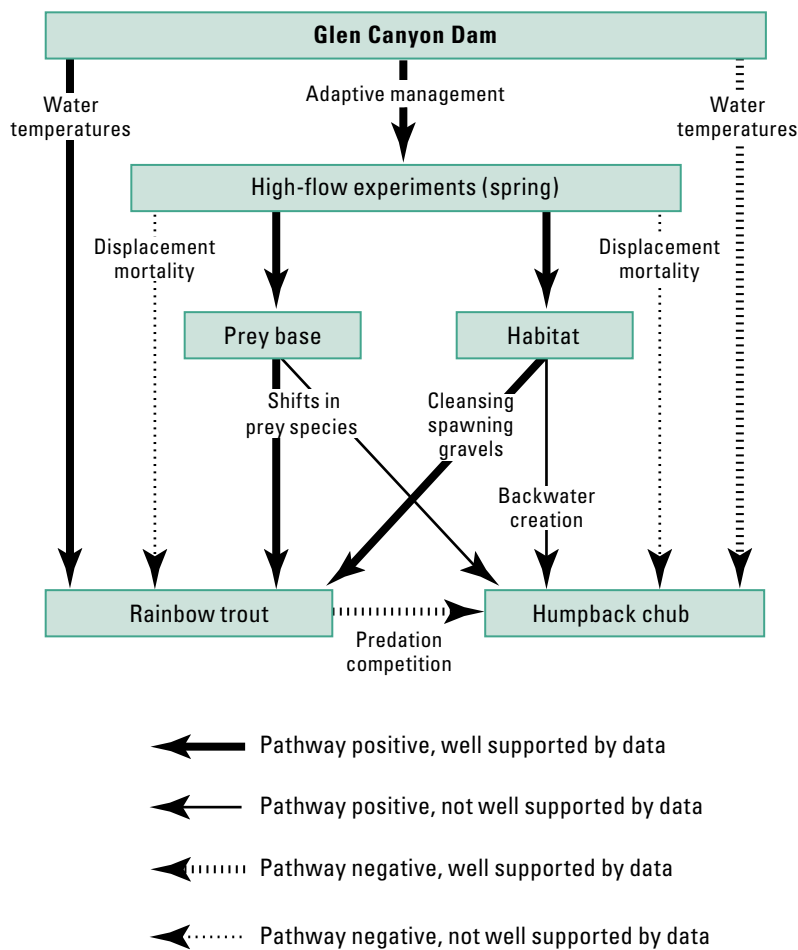 Glen Canyon Dam
Water
temperatures
Adaptive management
Water
temperatures
High-flow experiments (spring)
Displacement
mortality
Displacement
mortality
Prey base
Habitat
Shifts in
prey species
Cleansing
spawning
gravels
Backwater
creation
Rainbow trout
Humpback chub
Predation
competition
Pathway positive, well supported by data
Pathway positive, not well supported by data
Pathway negative, well supported by data
Pathway negative, not well supported by data